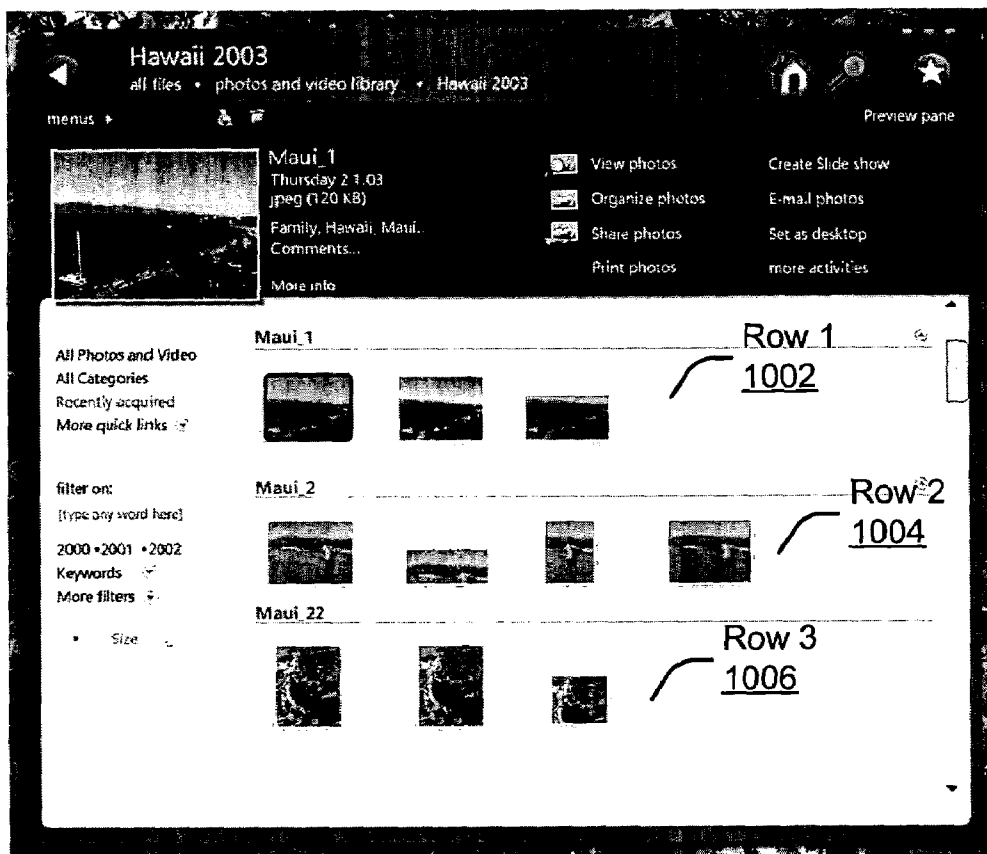 Hawaii 2003
all files • photos and video library • Hawaii 2003
menus
Preview pane
Maui_1
Thursday 2.1.03
jpeg (120 KB)
Family, Hawaii, Maui..
Comments...
More info
View photos
Organize photos
Share photos
Print photos
Create Slide show
E-mail photos
Set as desktop
more activities
All Photos and Video
All Categories
Recently acquired
More quick links
filter on:
[type any word here]
2000 •2001 •2002
Keywords
More filters
• Size
Maui_1
Row 1
1002
Maui_2
Row 2
1004
Maui_22
Row 3
1006